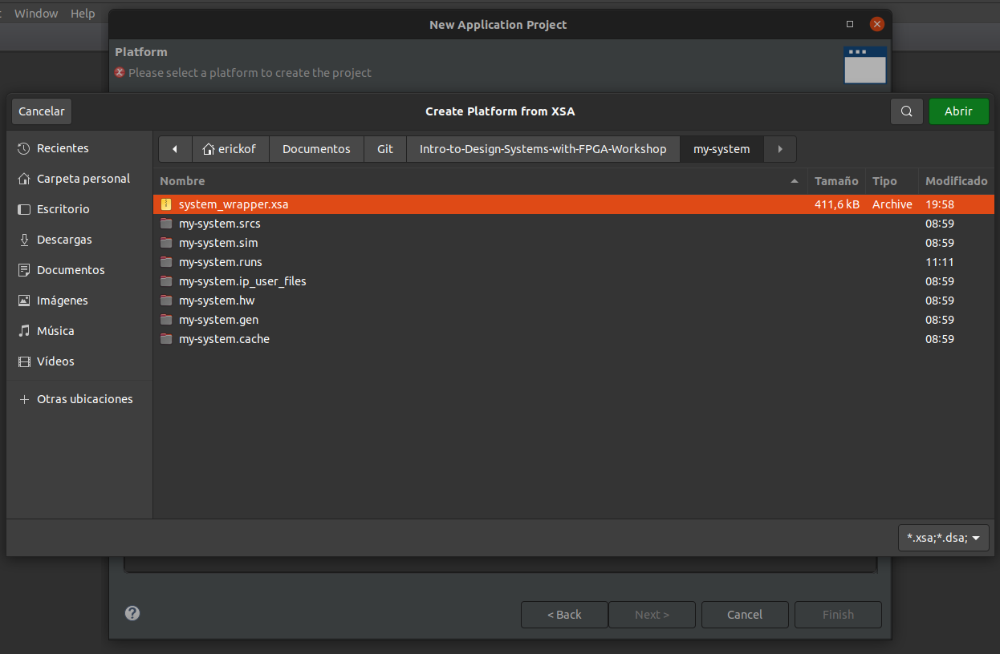 Window Help
New Application Project
Platform
Please select a platform to create the project
Cancelar Create Platform from XSA Abrir
Recientes
Carpeta personal
Escritorio
Descargas
Documentos
Imágenes
Música
Vídeos
Otras ubicaciones
erickof Documentos Git Intro-to-Design-Systems-with-FPGA-Workshop my-system
Nombre Tamaño Tipo Modificado
system_wrapper.xsa 411,6 kB Archive 19:58
my-system.srcs 08:59
my-system.sim 08:59
my-system.runs 11:11
my-system.ip_user_files 08:59
my-system.hw 08:59
my-system.gen 08:59
my-system.cache 08:59
*.xsa;*.dsa;
< Back Next > Cancel Finish